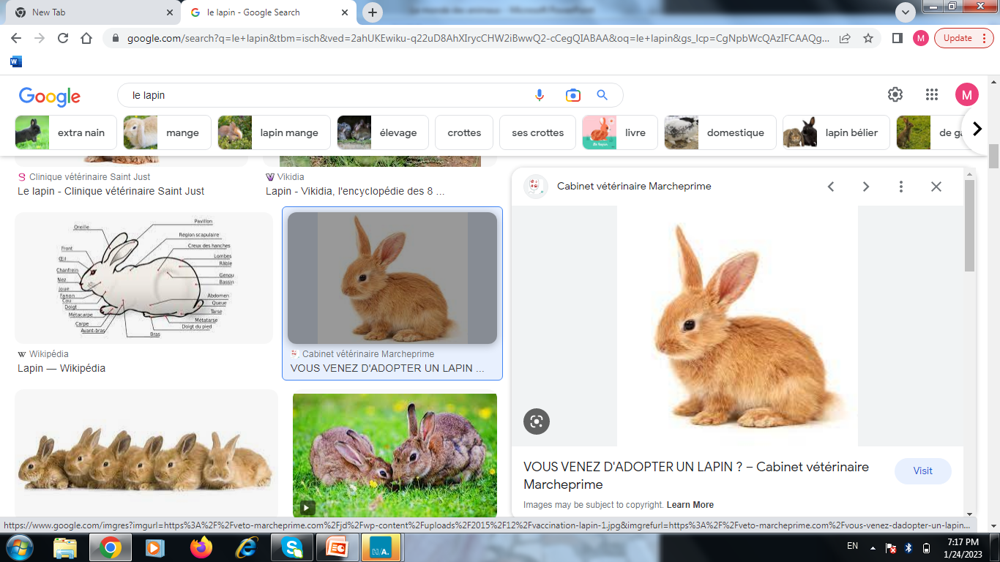 New Tab
le lapin - Google Search
google.com/search?q=le+lapin&tbm=isch&ved=2ahUKEwiku-q22uD8AhXIrycCHW2iBwwQ2-cCegQIABAA&oq=le+lapin&gs_lcp=CgNpbWcQAzIFCAAQg...
M
Update
Google
le lapin
M
extra nain
mange
lapin mange
élevage
crottes
ses crottes
livre
domestique
lapin bélier
de ga
Clinique vétérinaire Saint Just
Le lapin - Clinique vétérinaire Saint Just
Vikidia
Lapin - Vikidia, l'encyclopédie des 8 ...
Oreille
Pavillon
Région scapulaire
Creux des hanches
Lombes
Râble
Genou
Bassin
Abdomen
Queue
Tarse
Métatarse
Doigt du pied
Bras
Front
Œil
Chanfrein
Nez
Joue
Fanon
Cou
Doigt
Métacarpe
Carpe
Avant-bras
Wikipédia
Lapin — Wikipédia
Cabinet vétérinaire Marcheprime
VOUS VENEZ D'ADOPTER UN LAPIN ...
Cabinet vétérinaire Marcheprime
VOUS VENEZ D'ADOPTER UN LAPIN ? – Cabinet vétérinaire
Marcheprime
Visit
Images may be subject to copyright. Learn More
https://www.google.com/imgres?imgurl=https%3A%2F%2Fveto-marcheprime.com%2Fjd%2Fwp-content%2Fuploads%2F2015%2F12%2Fvaccination-lapin-1.jpg&imgrefurl=https%3A%2F%2Fveto-marcheprime.com%2Fvous-venez-dadopter-un-lapin...
EN
7:17 PM
1/24/2023